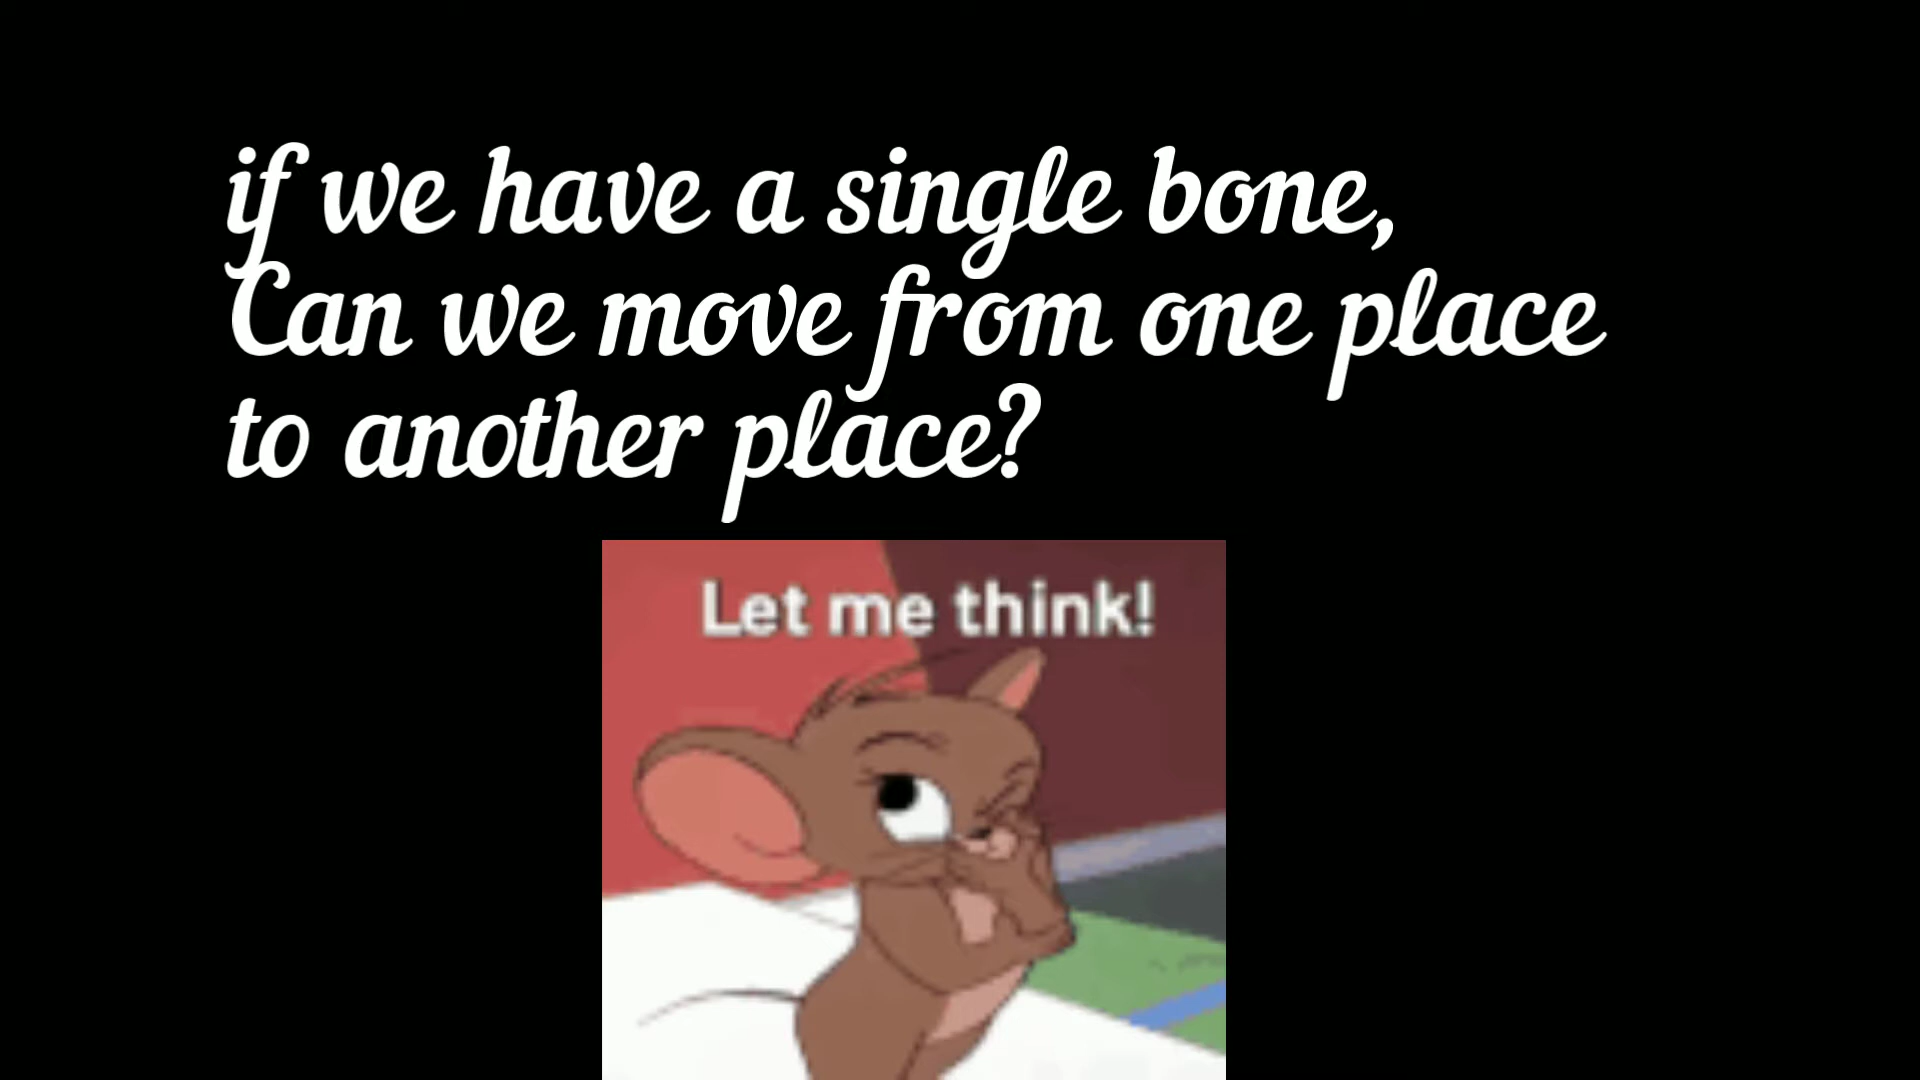 if we have a single bone,
Can we move from one place
to another place?
Let me think!